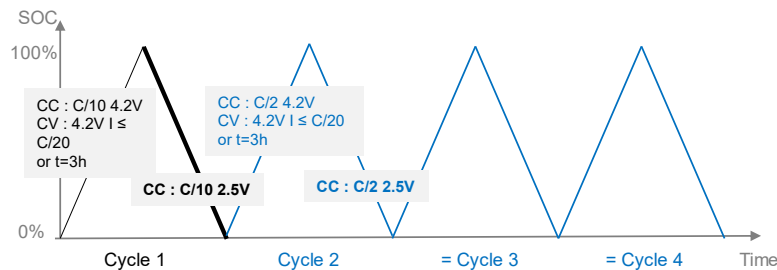 SOC
100%
CC : C/10 4.2V
CV : 4.2V I ≤
C/20
or t=3h
CC : C/2 4.2V
CV : 4.2V I ≤ C/20
or t=3h
CC : C/10 2.5V
CC : C/2 2.5V
0%
Cycle 1
Cycle 2
= Cycle 3
= Cycle 4
Time